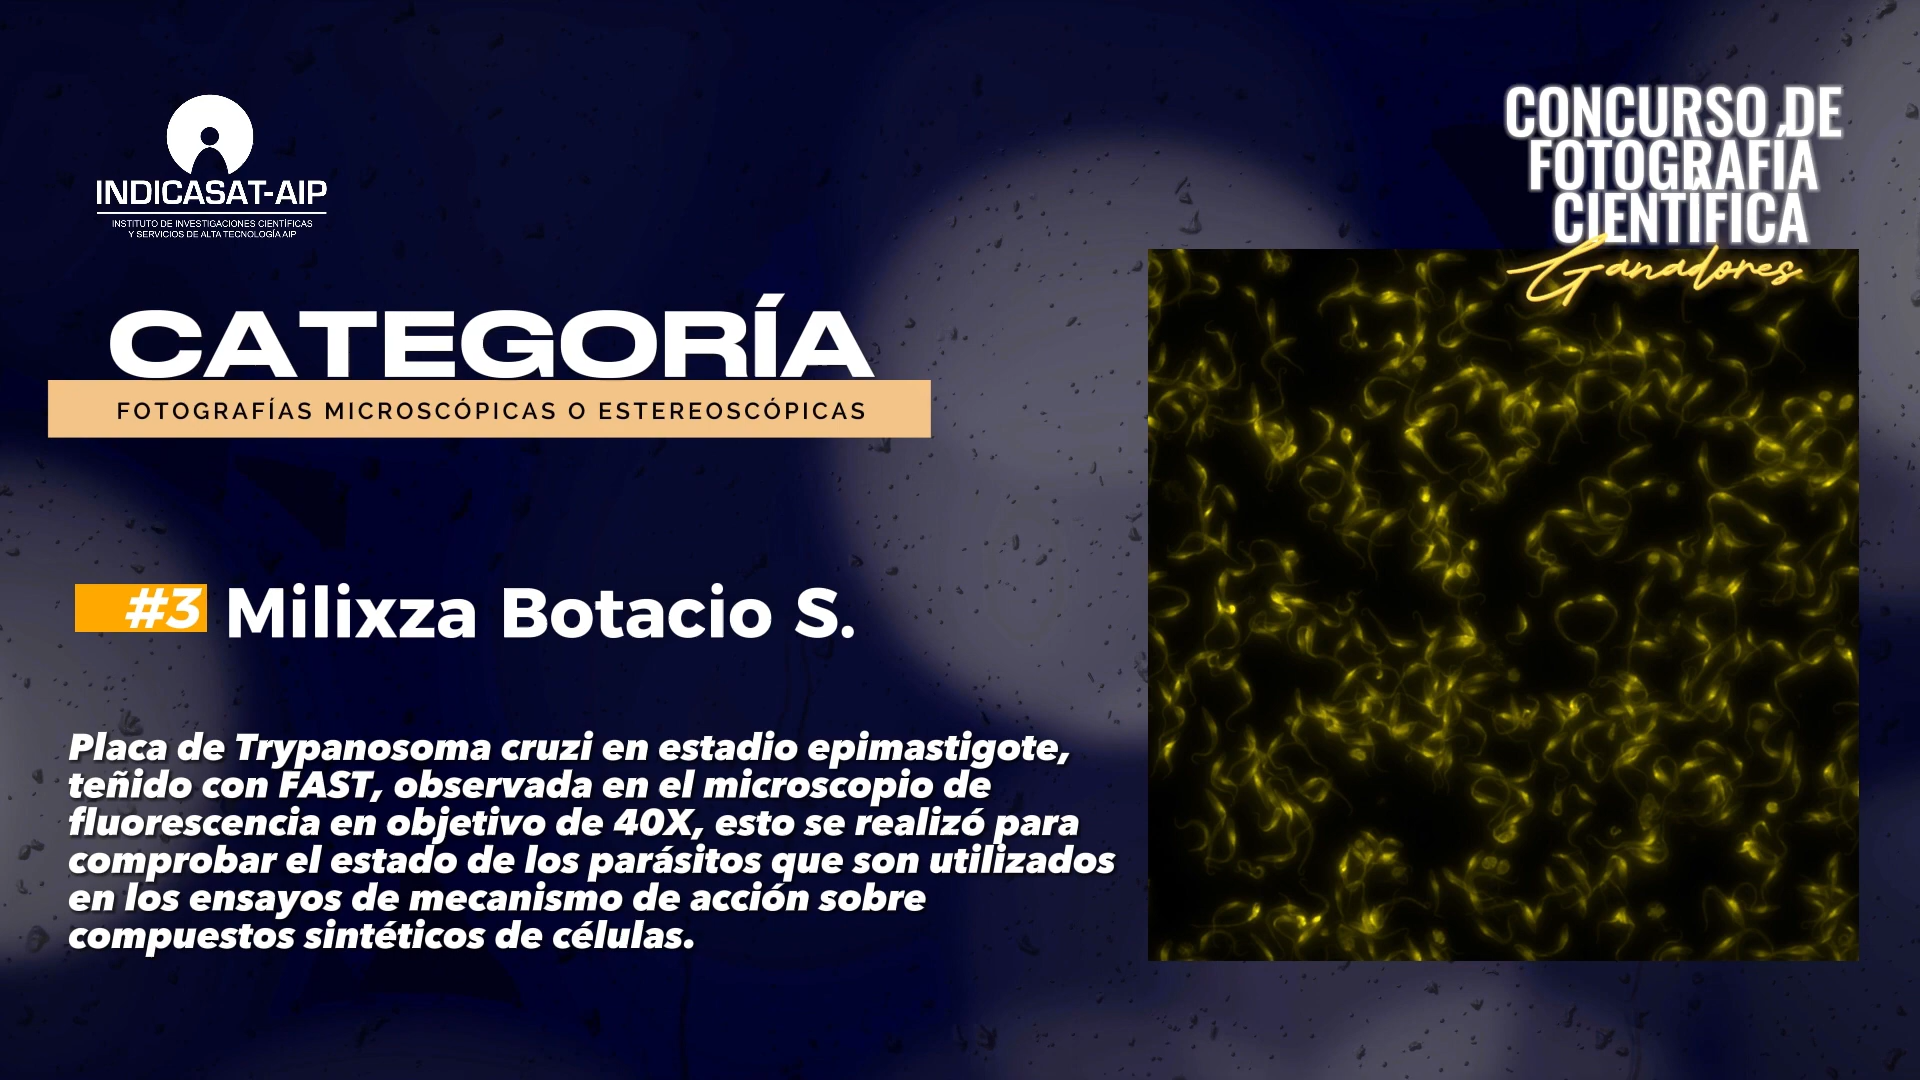 INDICASAT-AIP
INSTITUTO DE INVESTIGACIONES CIENTÍFICAS
Y SERVICIOS DE ALTA TECNOLOGÍA AIP
CONCURSO DE
FOTOGRAFÍA
CIENTÍFICA
Ganadores
CATEGORÍA
FOTOGRAFÍAS MICROSCÓPICAS O ESTEREOSCÓPICAS
#3 Milixza Botacio S.
Placa de Trypanosoma cruzi en estadio epimastigote,
teñido con FAST, observada en el microscopio de
fluorescencia en objetivo de 40X, esto se realizó para
comprobar el estado de los parásitos que son utilizados
en los ensayos de mecanismo de acción sobre
compuestos sintéticos de células.